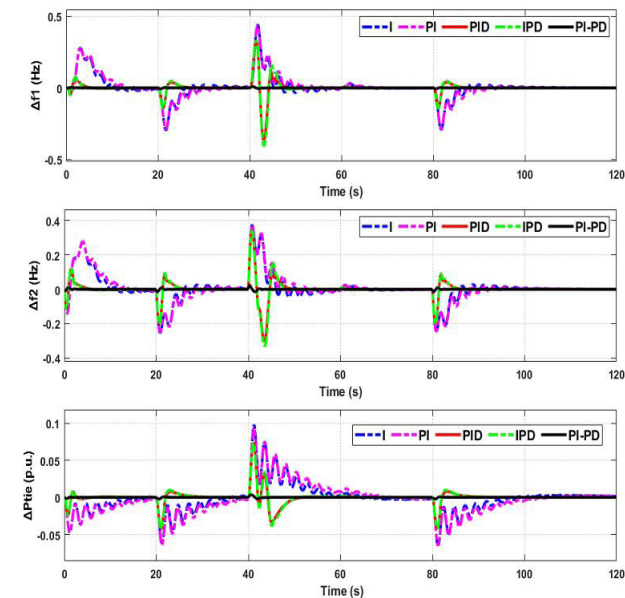 0.5
I PI PID IPD PI-PD
Δf1 (Hz)
0
-0.5
0 20 40 60 80 100 120
Time (s)
0.4
I PI PID IPD PI-PD
0.2
Δf2 (Hz)
0
-0.2
-0.4
0 20 40 60 80 100 120
Time (s)
0.1
I PI PID IPD PI-PD
0.05
ΔPtie (p.u.)
0
-0.05
0 20 40 60 80 100 120
Time (s)